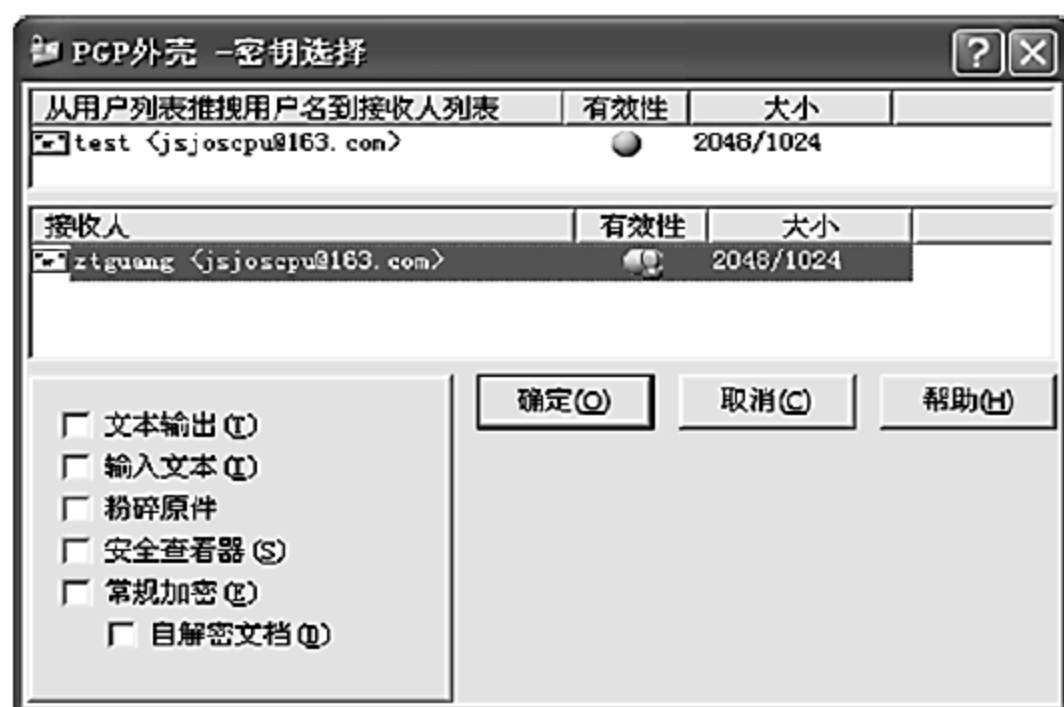 PGP外壳 -密钥选择
从用户列表推拽用户名到接收人列表 有效性 大小
test <jsjoscpu@163.com> 2048/1024
接收人 有效性 大小
ztguang <jsjoscpu@163.com> 2048/1024
确定(O) 取消(C) 帮助(H)
文本输出(T)
输入文本(I)
粉碎原件
安全查看器(S)
常规加密(E)
自解密文档(D)